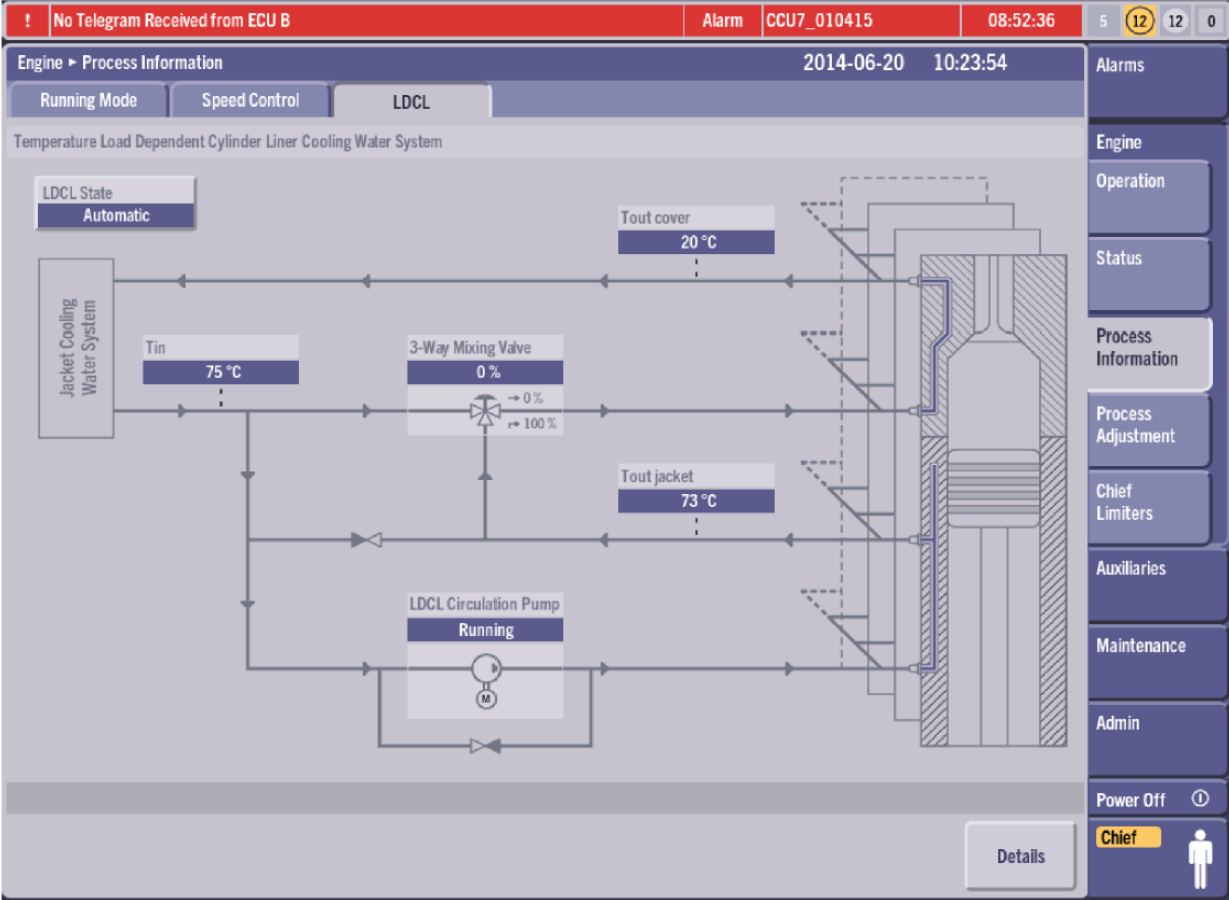 ! No Telegram Received from ECU B Alarm CCU7_010415 08:52:36 5 12 12 0
Engine ▸ Process Information 2014-06-20 10:23:54
Running Mode Speed Control LDCL
Temperature Load Dependent Cylinder Liner Cooling Water System
LDCL State
Automatic
Tout cover
20 °C
Jacket Cooling
Water System
Tin
75 °C
3-Way Mixing Valve
0 %
→ 0 %
↱ 100 %
Tout jacket
73 °C
LDCL Circulation Pump
Running
M
Details
Alarms
Engine
Operation
Status
Process
Information
Process
Adjustment
Chief
Limiters
Auxiliaries
Maintenance
Admin
Power Off
Chief